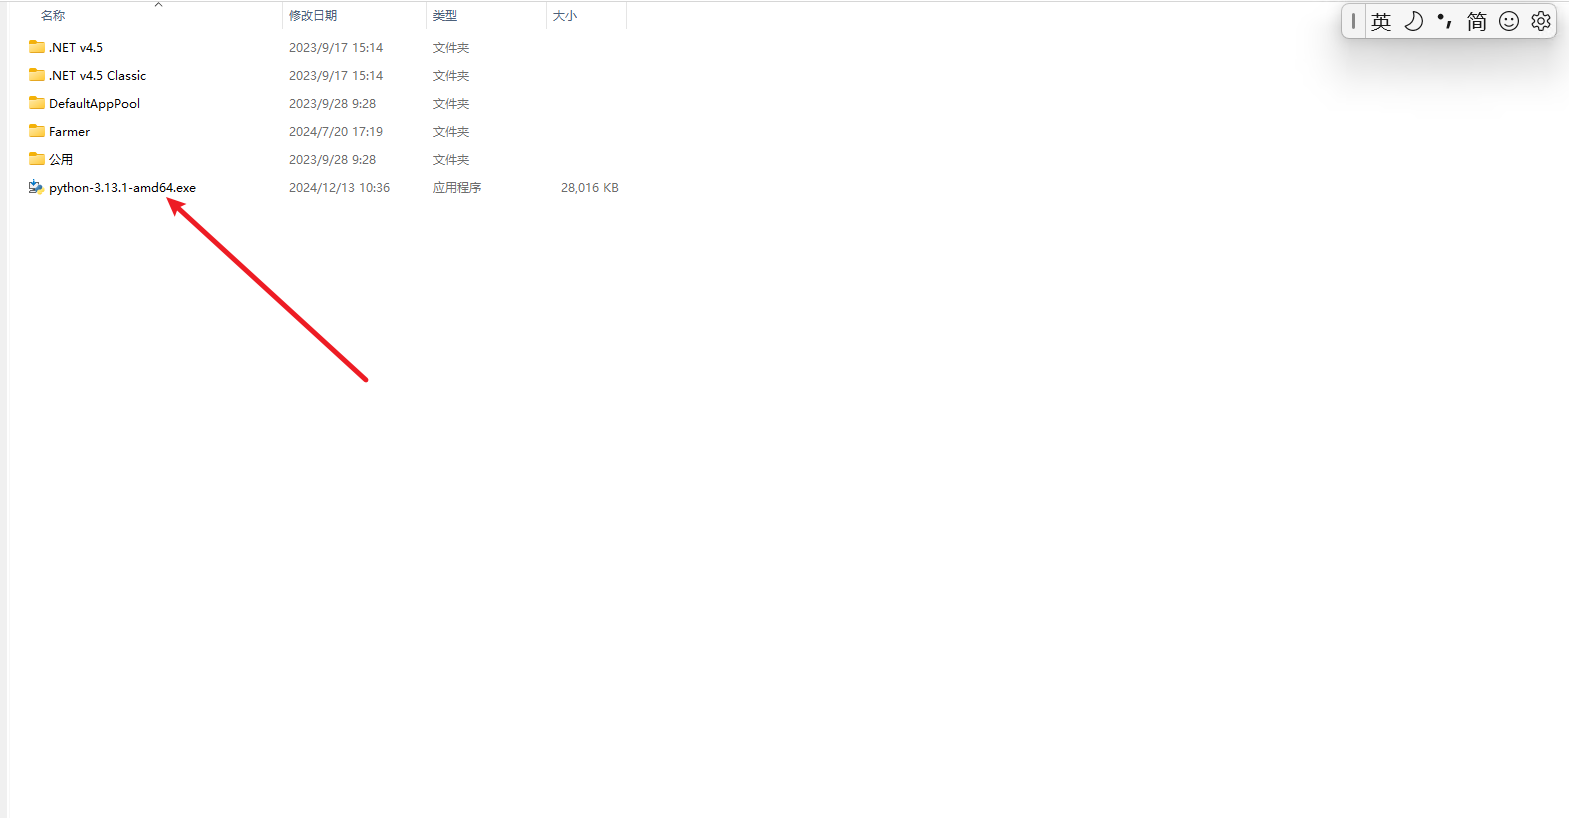 名称 修改日期 类型 大小
英 简
.NET v4.5 2023/9/17 15:14 文件夹
.NET v4.5 Classic 2023/9/17 15:14 文件夹
DefaultAppPool 2023/9/28 9:28 文件夹
Farmer 2024/7/20 17:19 文件夹
公用 2023/9/28 9:28 文件夹
python-3.13.1-amd64.exe 2024/12/13 10:36 应用程序 28,016 KB